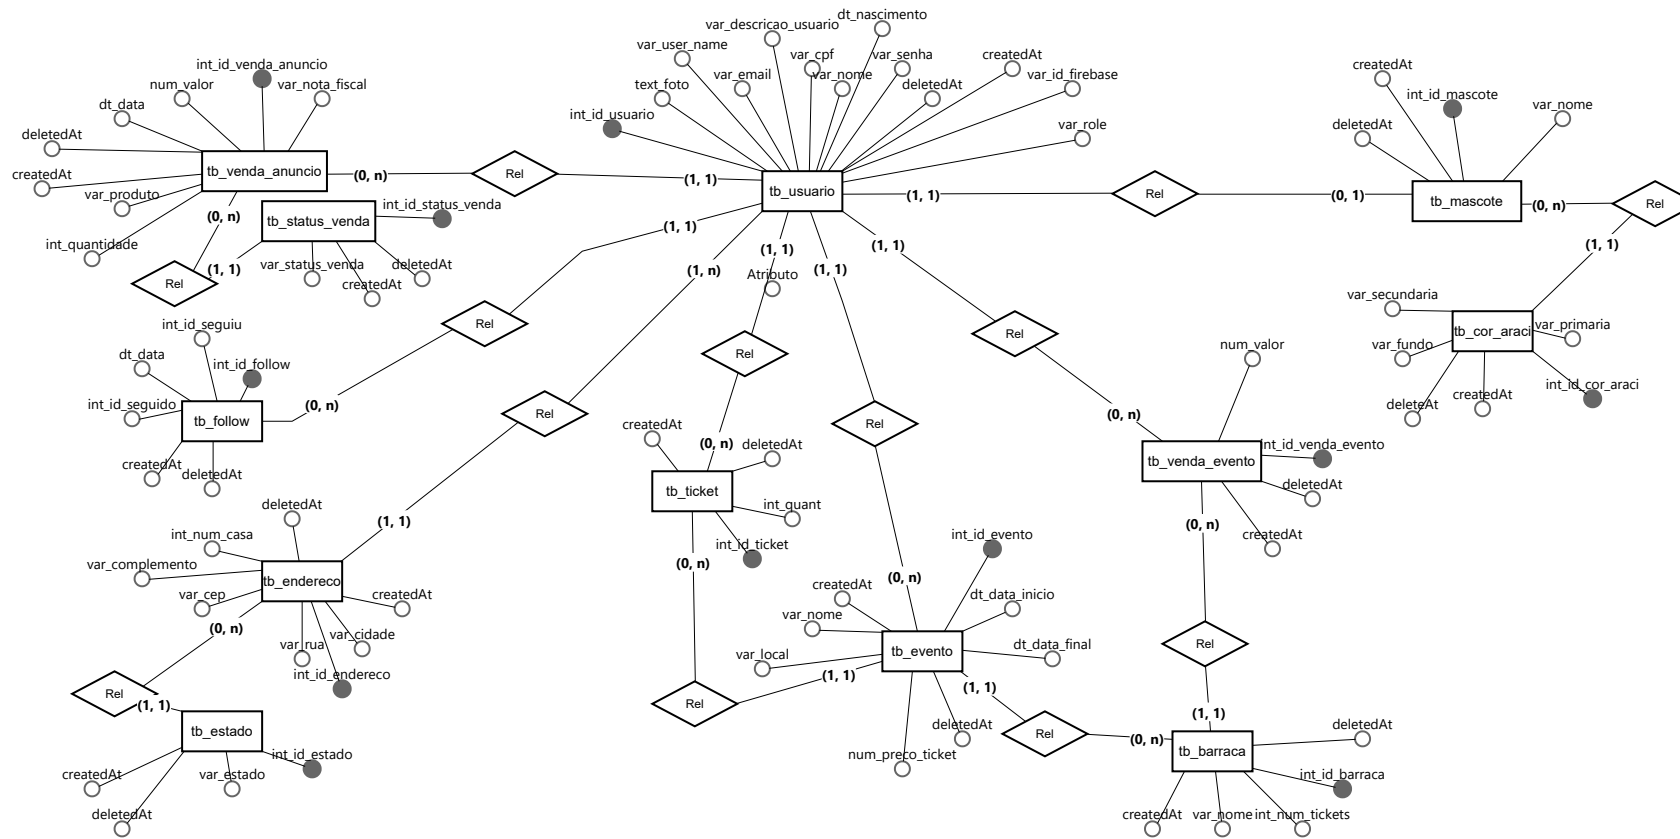 dt_nascimento
var_descricao_usuario
var_user_name
var_cpf
var_senha
createdAt
var_email
var_nome
var_id_firebase
text_foto
deletedAt
int_id_usuario
var_role
tb_usuario
int_id_venda_anuncio
num_valor
var_nota_fiscal
dt_data
deletedAt
createdAt
var_produto
int_quantidade
tb_venda_anuncio
(0, n)
Rel
(1, 1)
(0, n)
Rel
(1, 1)
tb_status_venda
int_id_status_venda
var_status_venda
createdAt
deletedAt
(1, 1)
Rel
(0, 1)
createdAt
int_id_mascote
var_nome
deletedAt
tb_mascote
(0, n)
Rel
(1, 1)
var_secundaria
tb_cor_araci
var_primaria
var_fundo
int_id_cor_araci
deleteAt
createdAt
(1, 1)
Rel
(0, n)
int_id_seguiu
dt_data
int_id_follow
int_id_seguido
tb_follow
createdAt
deletedAt
(1, n)
Rel
(1, 1)
deletedAt
int_num_casa
var_complemento
tb_endereco
var_cep
createdAt
var_rua
var_cidade
int_id_endereco
(0, n)
Rel
(1, 1)
tb_estado
int_id_estado
createdAt
var_estado
deletedAt
(1, 1)
Atributo
Rel
(0, n)
createdAt
deletedAt
tb_ticket
int_quant
int_id_ticket
(0, n)
Rel
(1, 1)
(1, 1)
Rel
(0, n)
int_id_evento
createdAt
dt_data_inicio
var_nome
tb_evento
dt_data_final
var_local
deletedAt
num_preco_ticket
(1, 1)
Rel
(0, n)
(1, 1)
Rel
(0, n)
num_valor
int_id_venda_evento
tb_venda_evento
deletedAt
createdAt
(0, n)
Rel
(1, 1)
tb_barraca
deletedAt
int_id_barraca
createdAt
var_nome
int_num_tickets